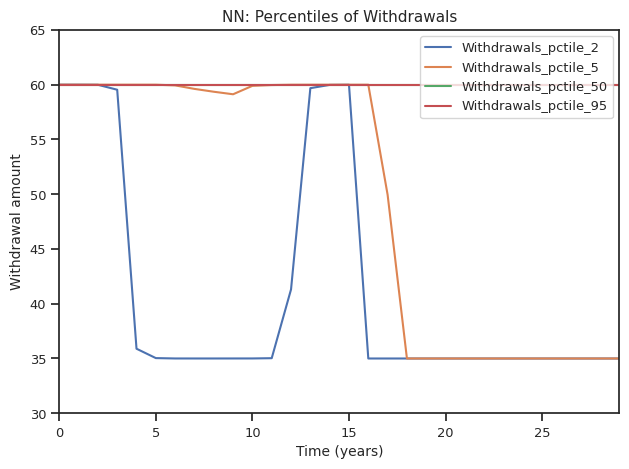 NN: Percentiles of Withdrawals
65
60
55
50
45
40
35
30
Withdrawal amount
Withdrawals_pctile_2
Withdrawals_pctile_5
Withdrawals_pctile_50
Withdrawals_pctile_95
0 5 10 15 20 25
Time (years)